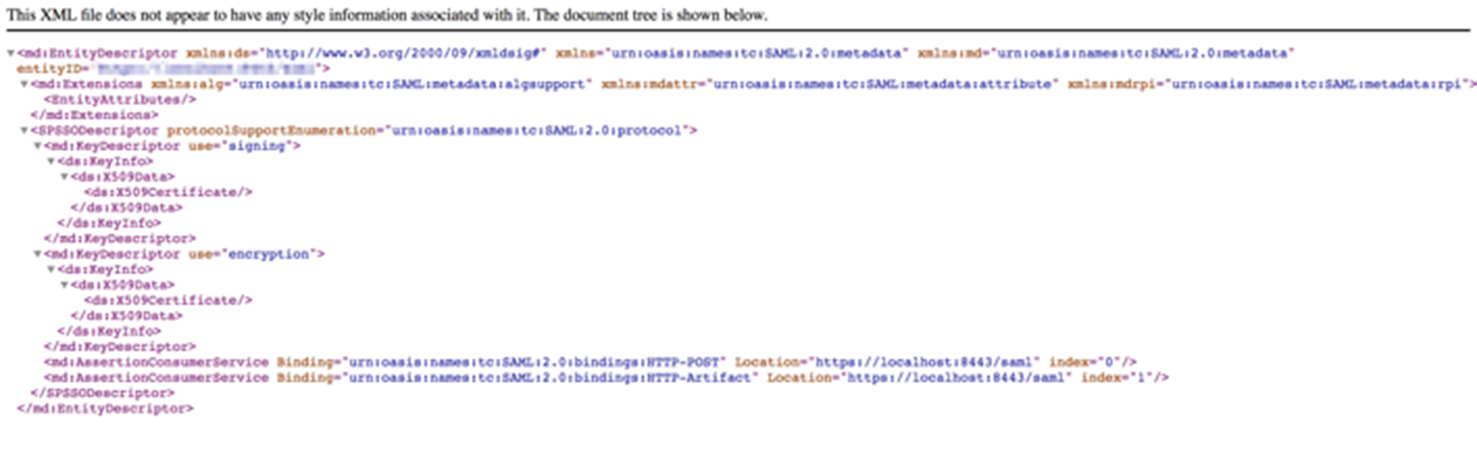 This XML file does not appear to have any style information associated with it. The document tree is shown below.
▼<md:EntityDescriptor xmlns:ds="http://www.w3.org/2000/09/xmldsig#" xmlns="urn:oasis:names:tc:SAML:2.0:metadata" xmlns:md="urn:oasis:names:tc:SAML:2.0:metadata"
entityID="">
▼<md:Extensions xmlns:alg="urn:oasis:names:tc:SAML:metadata:algsupport" xmlns:mdattr="urn:oasis:names:tc:SAML:metadata:attribute" xmlns:mdrpi="urn:oasis:names:tc:SAML:metadata:rpi">
<EntityAttributes/>
</md:Extensions>
▼<SPSSODescriptor protocolSupportEnumeration="urn:oasis:names:tc:SAML:2.0:protocol">
▼<md:KeyDescriptor use="signing">
▼<ds:KeyInfo>
▼<ds:X509Data>
<ds:X509Certificate/>
</ds:X509Data>
</ds:KeyInfo>
</md:KeyDescriptor>
▼<md:KeyDescriptor use="encryption">
▼<ds:KeyInfo>
▼<ds:X509Data>
<ds:X509Certificate/>
</ds:X509Data>
</ds:KeyInfo>
</md:KeyDescriptor>
<md:AssertionConsumerService Binding="urn:oasis:names:tc:SAML:2.0:bindings:HTTP-POST" Location="https://localhost:8443/saml" index="0"/>
<md:AssertionConsumerService Binding="urn:oasis:names:tc:SAML:2.0:bindings:HTTP-Artifact" Location="https://localhost:8443/saml" index="1"/>
</SPSSODescriptor>
</md:EntityDescriptor>